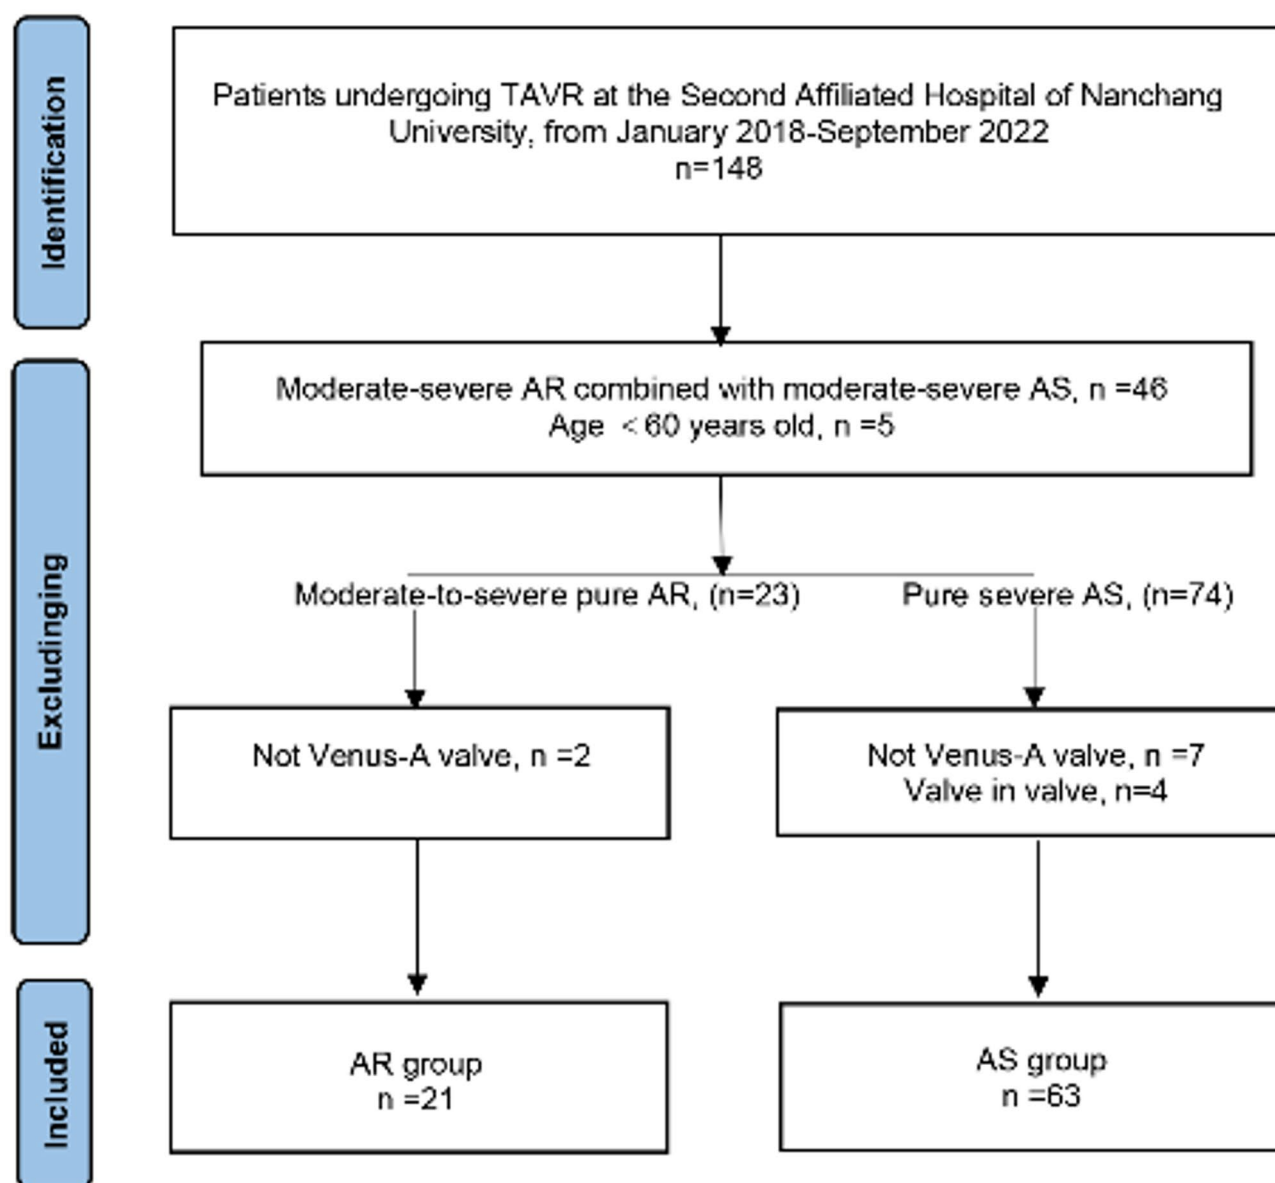 Identification
Patients undergoing TAVR at the Second Affiliated Hospital of Nanchang
University, from January 2018-September 2022
n=148
Excludinging
Moderate-severe AR combined with moderate-severe AS, n =46
Age <60 years old, n =5
Moderate-to-severe pure AR, (n=23)
Pure severe AS, (n=74)
Not Venus-A valve, n =2
Not Venus-A valve, n =7
Valve in valve, n=4
Included
AR group
n =21
AS group
n =63